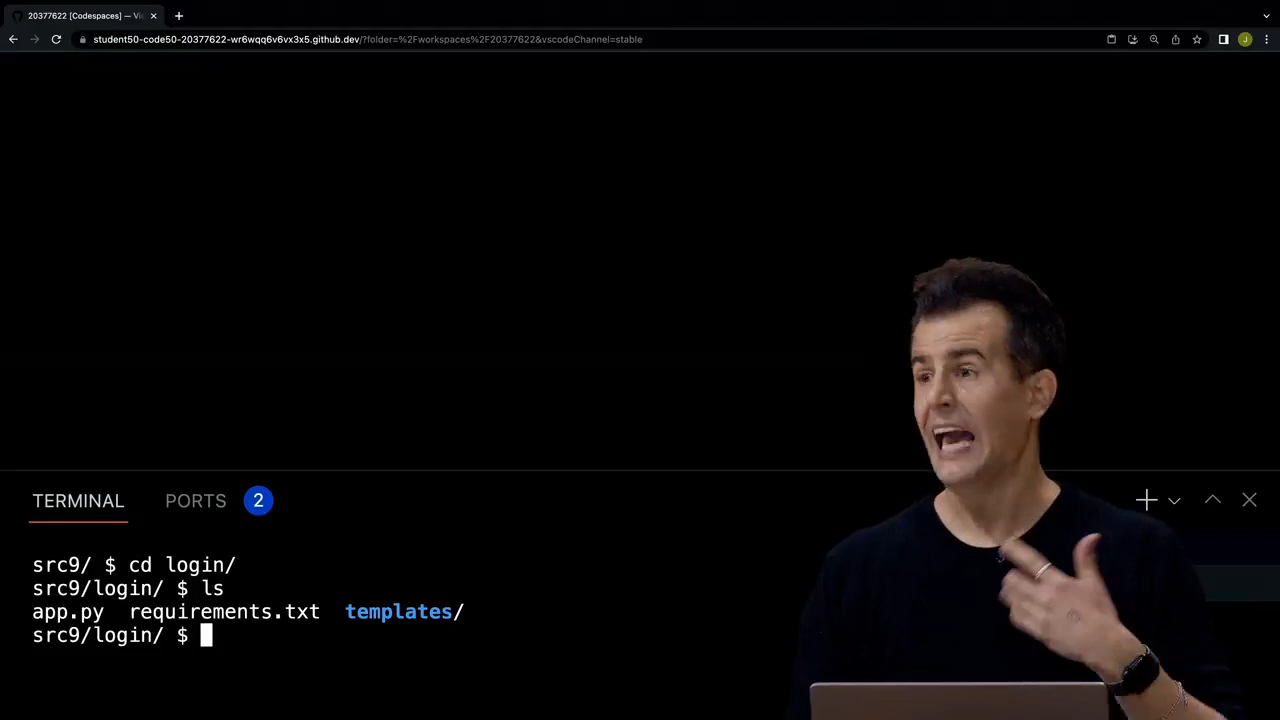 20377622 [Codespaces] — Vi
student50-code50-20377622-wr6wqq6v6vx3x5.github.dev/?folder=%2Fworkspaces%2F20377622&vscodeChannel=stable
J
TERMINAL PORTS 2
src9/ $ cd login/
src9/login/ $ ls
app.py requirements.txt templates/
src9/login/ $